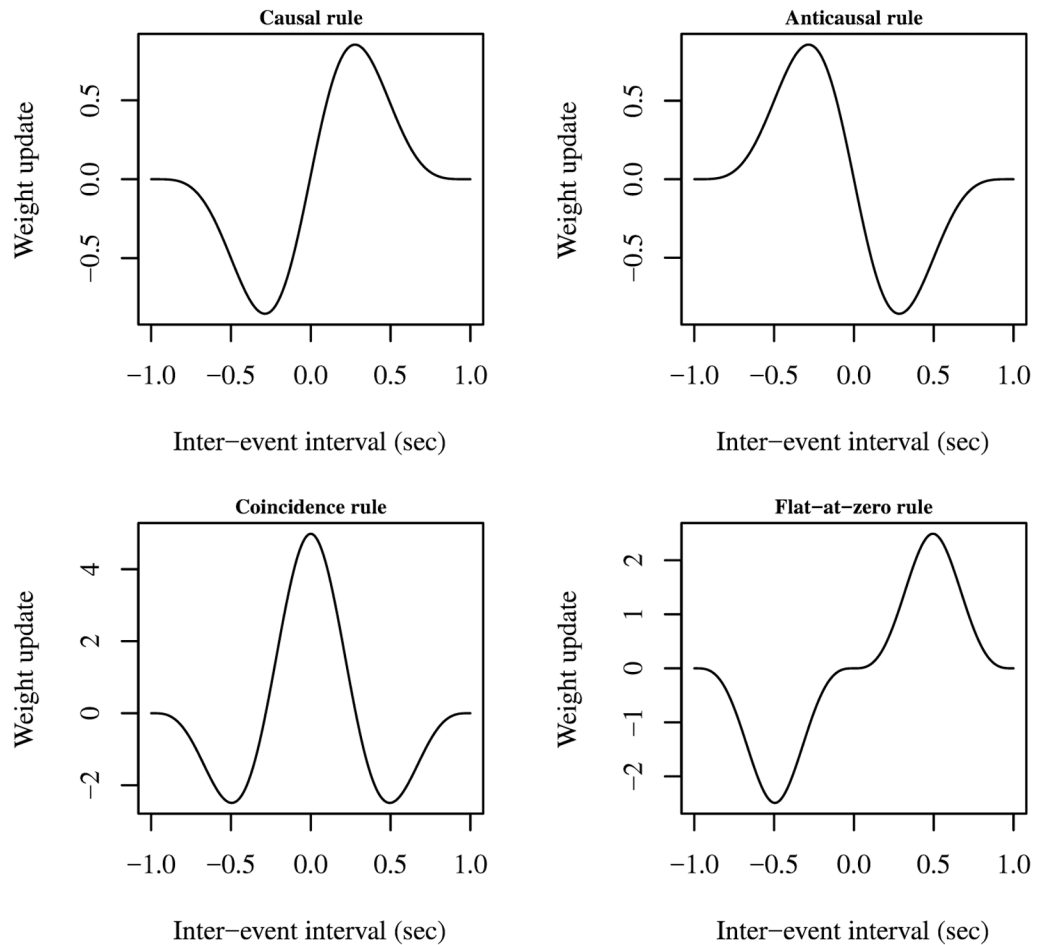 Causal rule
Weight update
0.5
0.0
−0.5
−1.0 −0.5 0.0 0.5 1.0
Inter−event interval (sec)
Anticausal rule
Weight update
0.5
0.0
−0.5
−1.0 −0.5 0.0 0.5 1.0
Inter−event interval (sec)
Coincidence rule
Weight update
4
2
0
−2
−1.0 −0.5 0.0 0.5 1.0
Inter−event interval (sec)
Flat−at−zero rule
Weight update
2
1
0
−1
−2
−1.0 −0.5 0.0 0.5 1.0
Inter−event interval (sec)